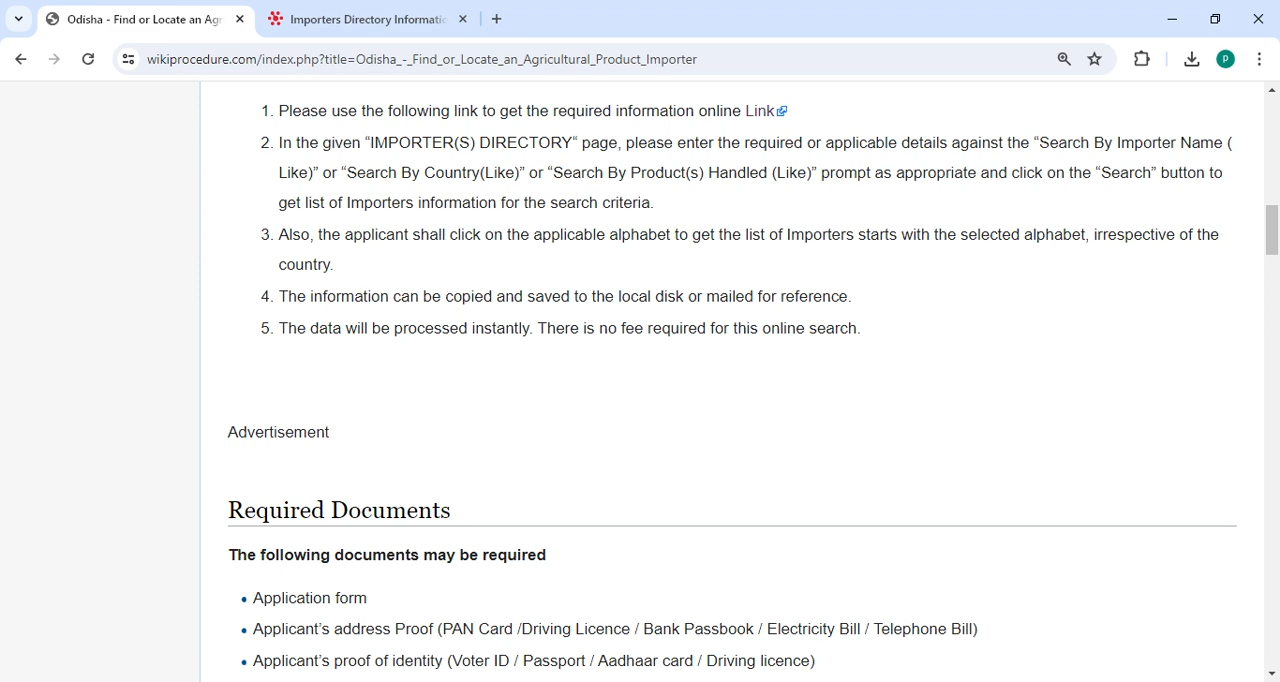 Odisha - Find or Locate an Agr
Importers Directory Informatic
wikiprocedure.com/index.php?title=Odisha_-_Find_or_Locate_an_Agricultural_Product_Importer
P
1. Please use the following link to get the required information online Link
2. In the given “IMPORTER(S) DIRECTORY“ page, please enter the required or applicable details against the “Search By Importer Name (
Like)” or “Search By Country(Like)” or “Search By Product(s) Handled (Like)” prompt as appropriate and click on the “Search” button to
get list of Importers information for the search criteria.
3. Also, the applicant shall click on the applicable alphabet to get the list of Importers starts with the selected alphabet, irrespective of the
country.
4. The information can be copied and saved to the local disk or mailed for reference.
5. The data will be processed instantly. There is no fee required for this online search.
Advertisement
Required Documents
The following documents may be required
• Application form
• Applicant’s address Proof (PAN Card /Driving Licence / Bank Passbook / Electricity Bill / Telephone Bill)
• Applicant’s proof of identity (Voter ID / Passport / Aadhaar card / Driving licence)